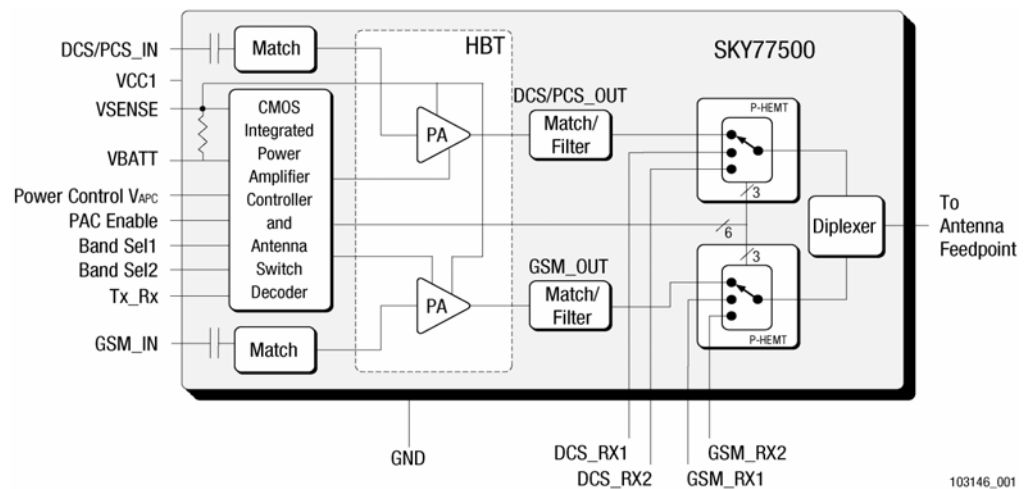 DCS/PCS_IN
VCC1
VSENSE
VBATT
Power Control VAPC
PAC Enable
Band Sel1
Band Sel2
Tx_Rx
GSM_IN
Match
CMOS
Integrated
Power
Amplifier
Controller
and
Antenna
Switch
Decoder
Match
HBT
PA
PA
SKY77500
DCS/PCS_OUT
Match/
Filter
GSM_OUT
Match/
Filter
P-HEMT
3
6
3
P-HEMT
Diplexer
To
Antenna
Feedpoint
GND
DCS_RX1
DCS_RX2
GSM_RX2
GSM_RX1
103146_001